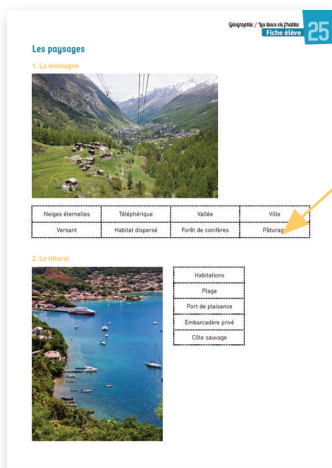 Géographie / Les lieux où j'habite
Fiche élève
25
Les paysages
1. La montagne
Neiges éternelles Téléphérique Vallée Ville
Versant Habitat dispersé Forêt de conifères
2. Le littoral
Habitations
Plage
Port de plaisance
Embarcadère privé
Côte sauvage